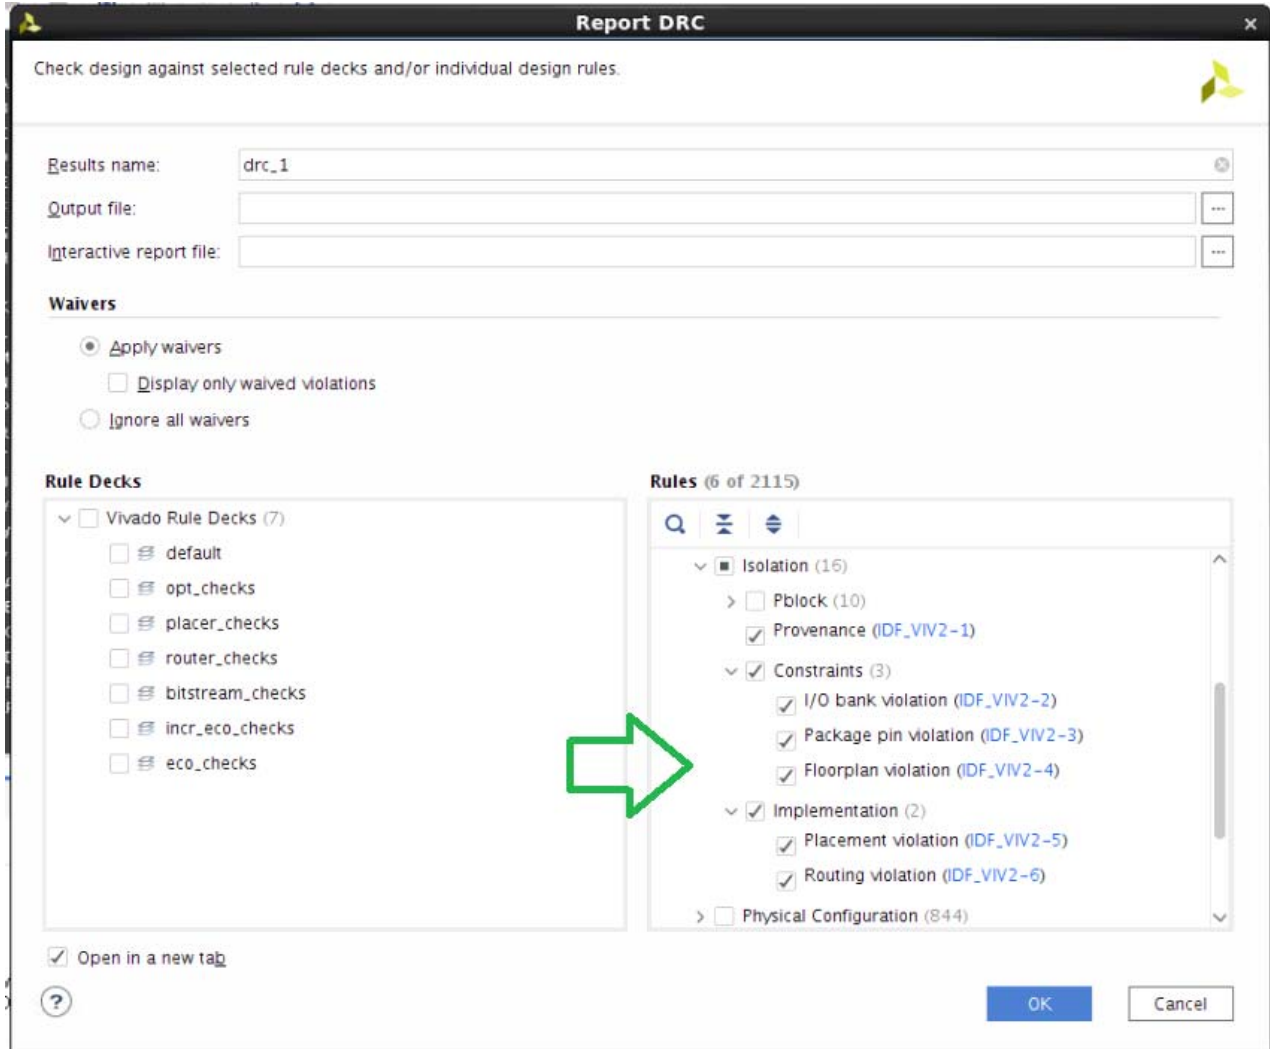 Report DRC
Check design against selected rule decks and/or individual design rules.
Results name: drc_1
Output file:
Interactive report file:
Waivers
Apply waivers
Display only waived violations
Ignore all waivers
Rule Decks
Vivado Rule Decks (7)
default
opt_checks
placer_checks
router_checks
bitstream_checks
incr_eco_checks
eco_checks
Rules (6 of 2115)
Isolation (16)
Pblock (10)
Provenance (IDF_VIV2-1)
Constraints (3)
I/O bank violation (IDF_VIV2-2)
Package pin violation (IDF_VIV2-3)
Floorplan violation (IDF_VIV2-4)
Implementation (2)
Placement violation (IDF_VIV2-5)
Routing violation (IDF_VIV2-6)
Physical Configuration (844)
Open in a new tab
? OK Cancel